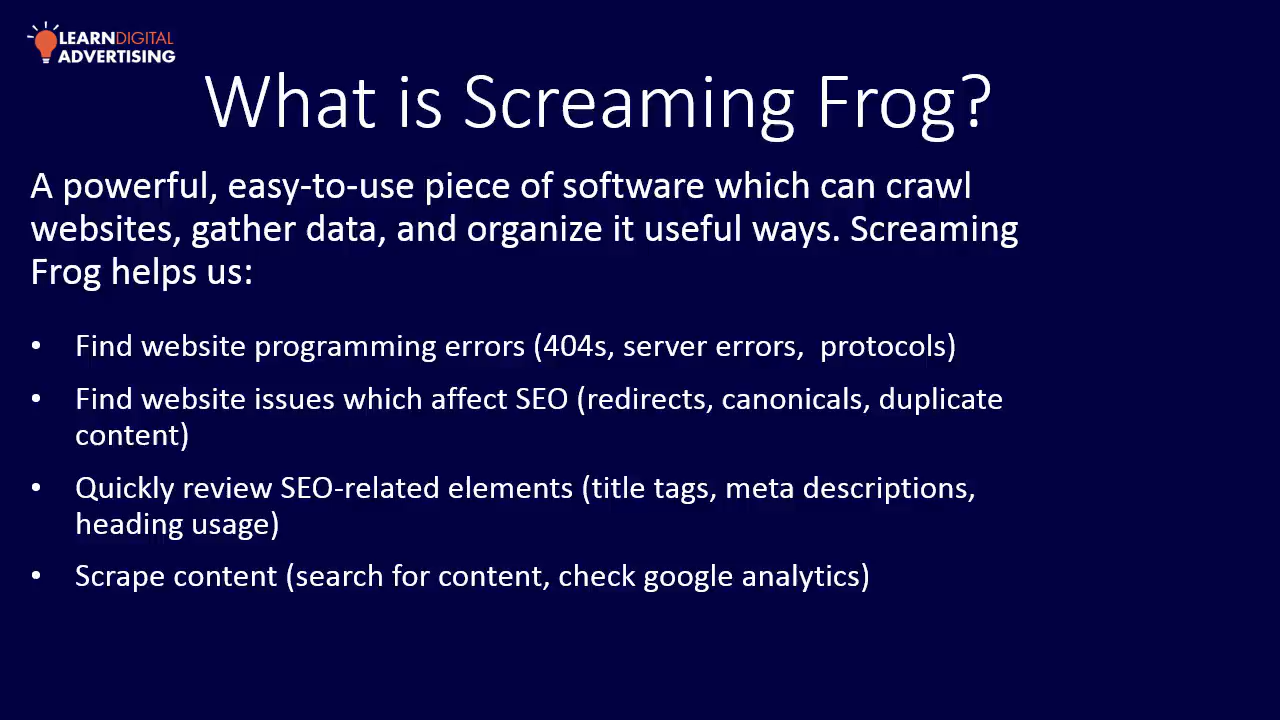 LEARNDIGITAL
ADVERTISING
What is Screaming Frog?
A powerful, easy-to-use piece of software which can crawl
websites, gather data, and organize it useful ways. Screaming
Frog helps us:
• Find website programming errors (404s, server errors,  protocols)
• Find website issues which affect SEO (redirects, canonicals, duplicate
content)
• Quickly review SEO-related elements (title tags, meta descriptions,
heading usage)
• Scrape content (search for content, check google analytics)